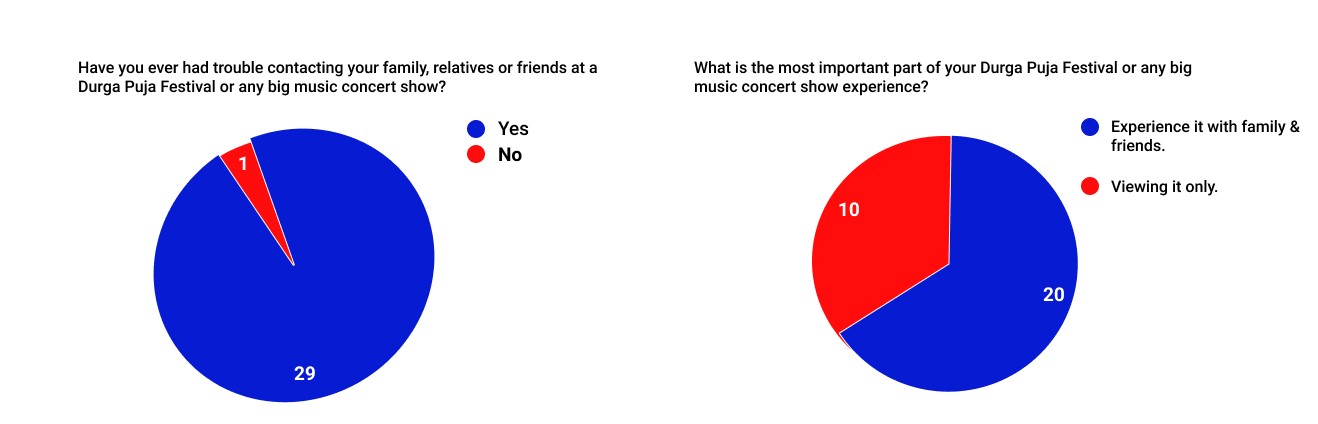 Have you ever had trouble contacting your family, relatives or friends at a
Durga Puja Festival or any big music concert show?
Yes
No
1
29
What is the most important part of your Durga Puja Festival or any big
music concert show experience?
Experience it with family &
friends.
Viewing it only.
10
20